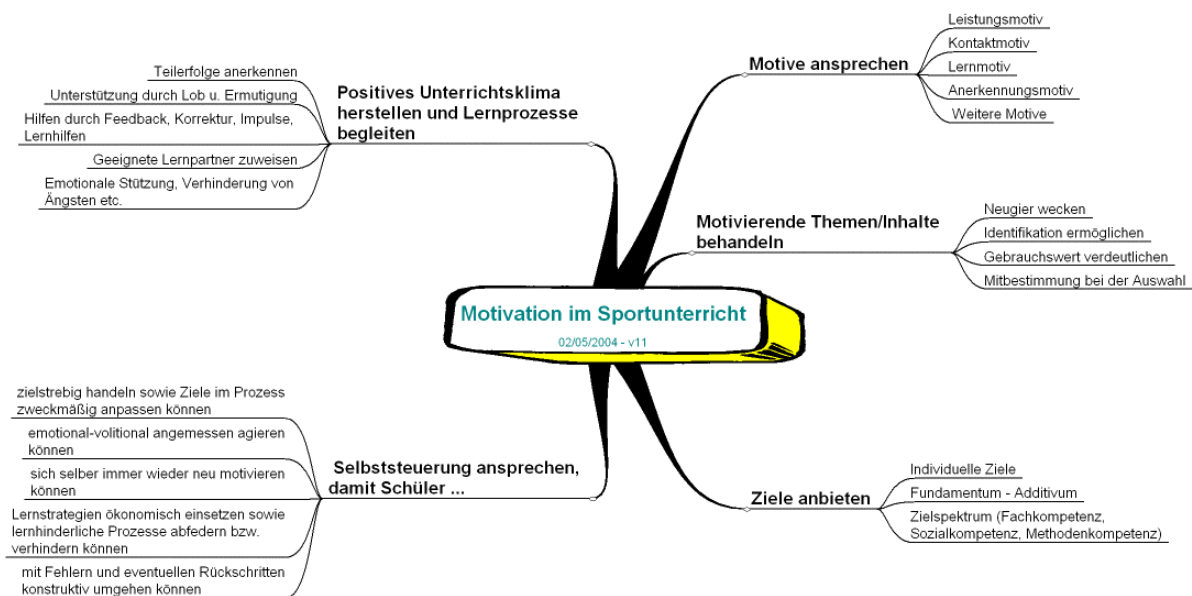 Motivation im Sportunterricht
02/05/2004 - v11
Motive ansprechen
Leistungsmotiv
Kontaktmotiv
Lernmotiv
Anerkennungsmotiv
Weitere Motive
Motivierende Themen/Inhalte
behandeln
Neugier wecken
Identifikation ermöglichen
Gebrauchswert verdeutlichen
Mitbestimmung bei der Auswahl
Ziele anbieten
Individuelle Ziele
Fundamentum - Additivum
Zielspektrum (Fachkompetenz,
Sozialkompetenz, Methodenkompetenz)
Positives Unterrichtsklima
herstellen und Lernprozesse
begleiten
Teilerfolge anerkennen
Unterstützung durch Lob u. Ermutigung
Hilfen durch Feedback, Korrektur, Impulse,
Lernhilfen
Geeignete Lernpartner zuweisen
Emotionale Stützung, Verhinderung von
Ängsten etc.
Selbststeuerung ansprechen,
damit Schüler ...
zielstrebig handeln sowie Ziele im Prozess
zweckmäßig anpassen können
emotional-volitional angemessen agieren
können
sich selber immer wieder neu motivieren
können
Lernstrategien ökonomisch einsetzen sowie
lernhinderliche Prozesse abfedern bzw.
verhindern können
mit Fehlern und eventuellen Rückschritten
konstruktiv umgehen können